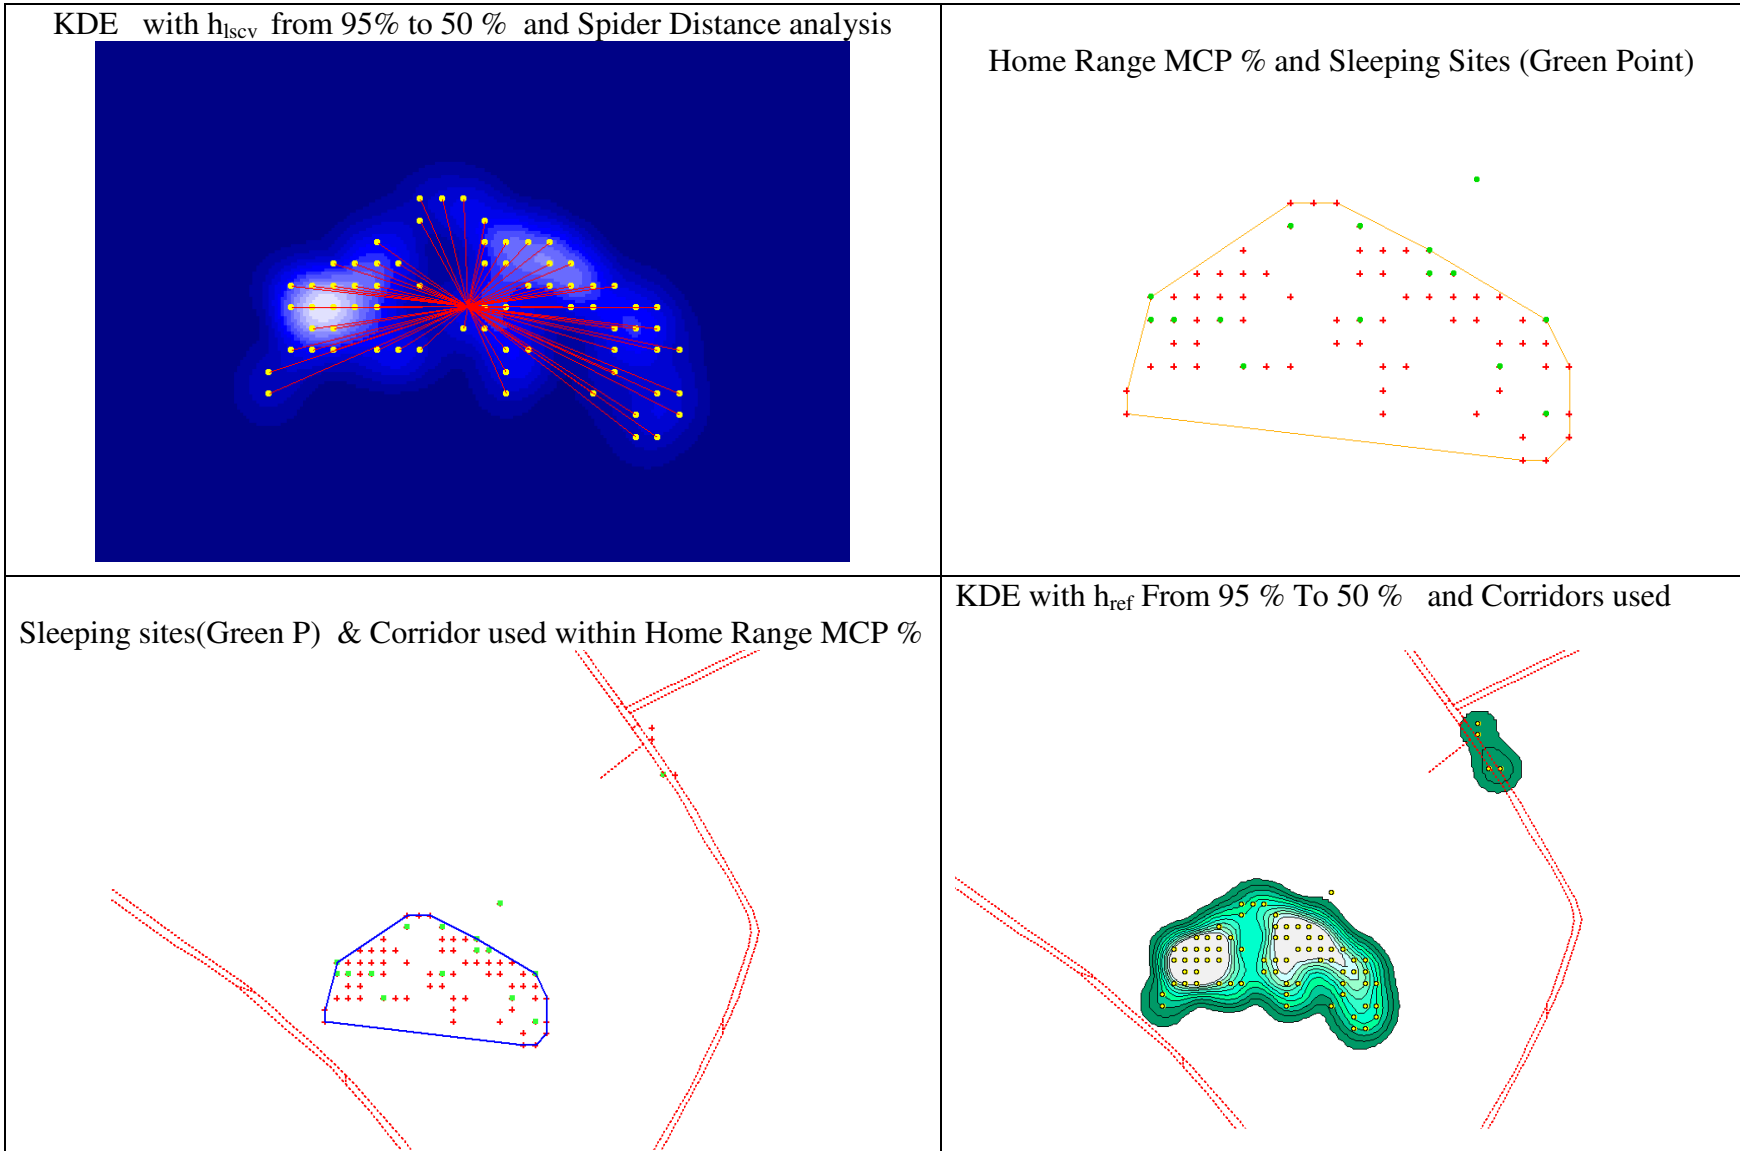 KDE with hlscv from 95% to 50 % and Spider Distance analysis
Home Range MCP % and Sleeping Sites (Green Point)
Sleeping sites(Green P) & Corridor used within Home Range MCP %
KDE with href From 95 % To 50 % and Corridors used